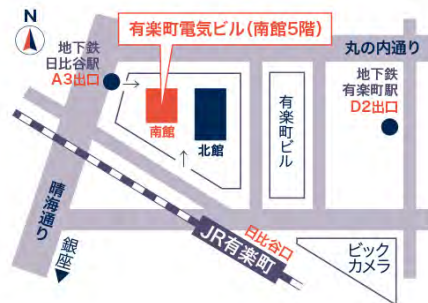 N
有楽町電気ビル(南館5階)
丸の内通り
地下鉄
日比谷駅
A3出口
地下鉄
有楽町駅
D2出口
有楽町ビル
南館
北館
晴海通り
銀座
日比谷口
JR有楽町
ビック
カメラ